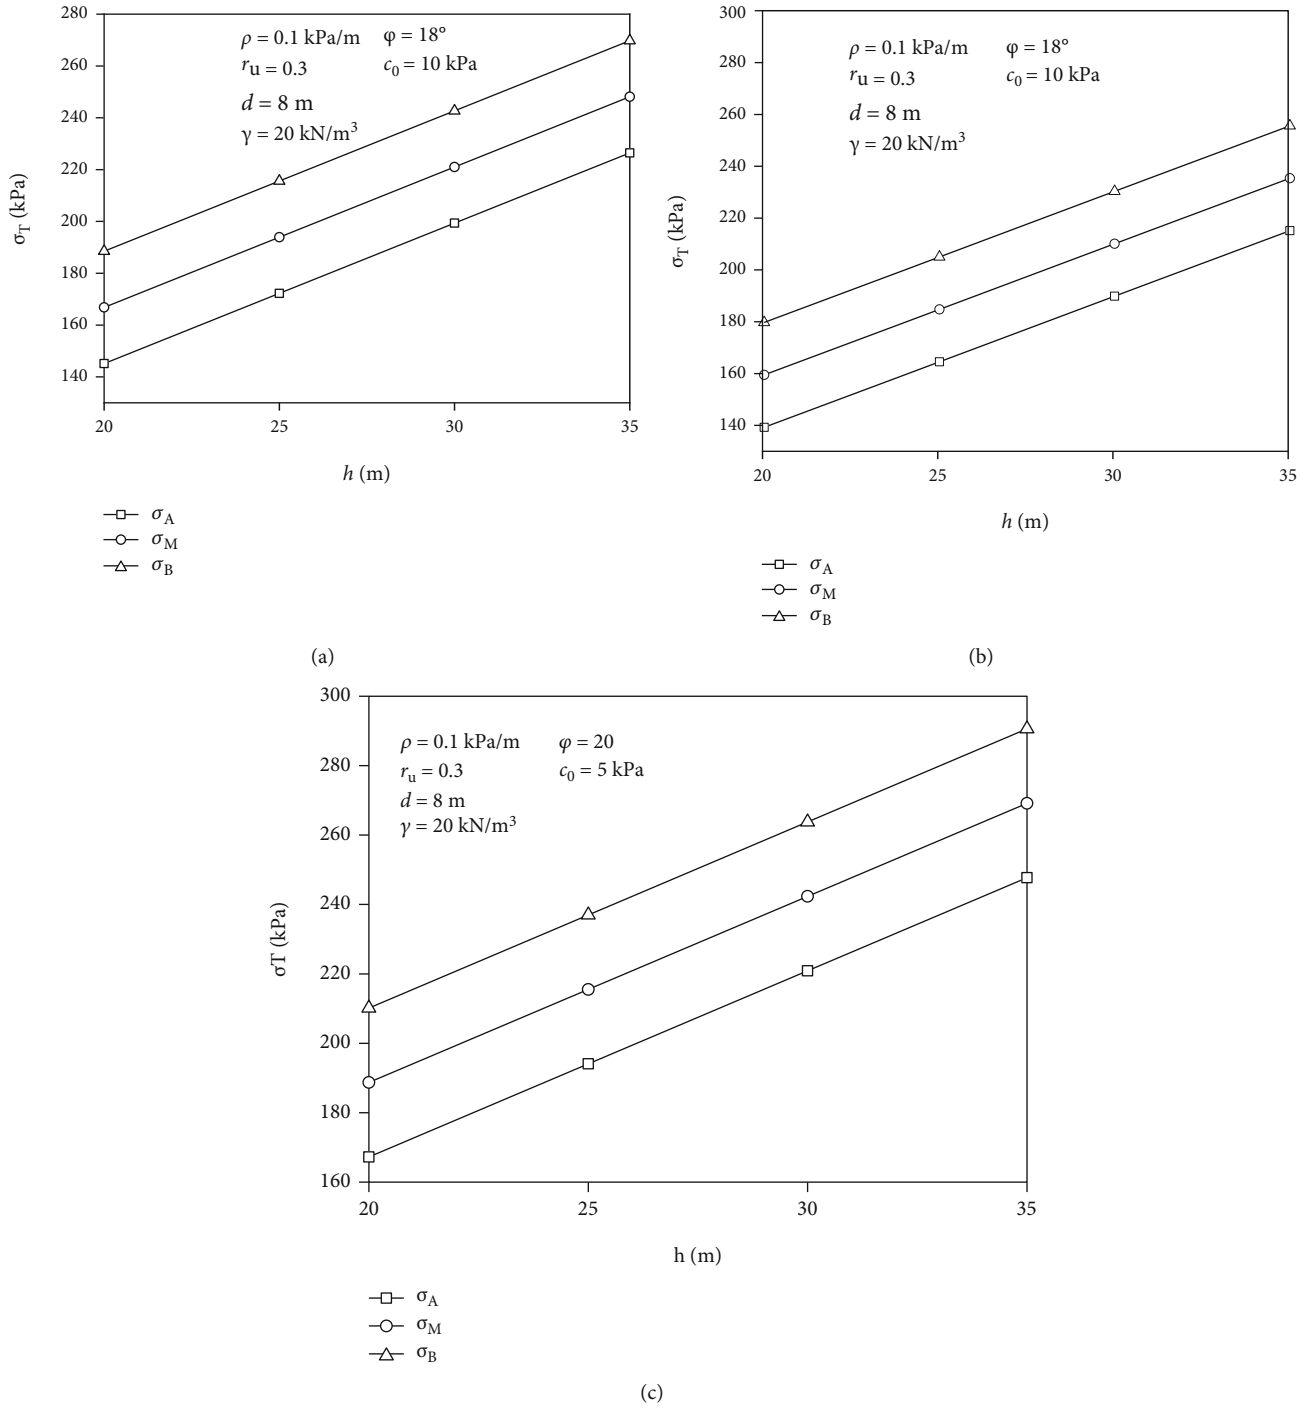 280
260
240
220
200
180
160
140
σT (kPa)
ρ = 0.1 kPa/m φ = 18°
ru = 0.3 c0 = 10 kPa
d = 8 m
γ = 20 kN/m3
20 25 30 35
h (m)
σA
σM
σB
(a)
300
280
260
240
220
200
180
160
140
σT (kPa)
ρ = 0.1 kPa/m φ = 18°
ru = 0.3 c0 = 10 kPa
d = 8 m
γ = 20 kN/m3
20 25 30 35
h (m)
σA
σM
σB
(b)
300
280
260
240
220
200
180
160
σT (kPa)
ρ = 0.1 kPa/m φ = 20
ru = 0.3 c0 = 5 kPa
d = 8 m
γ = 20 kN/m3
20 25 30 35
h (m)
σA
σM
σB
(c)